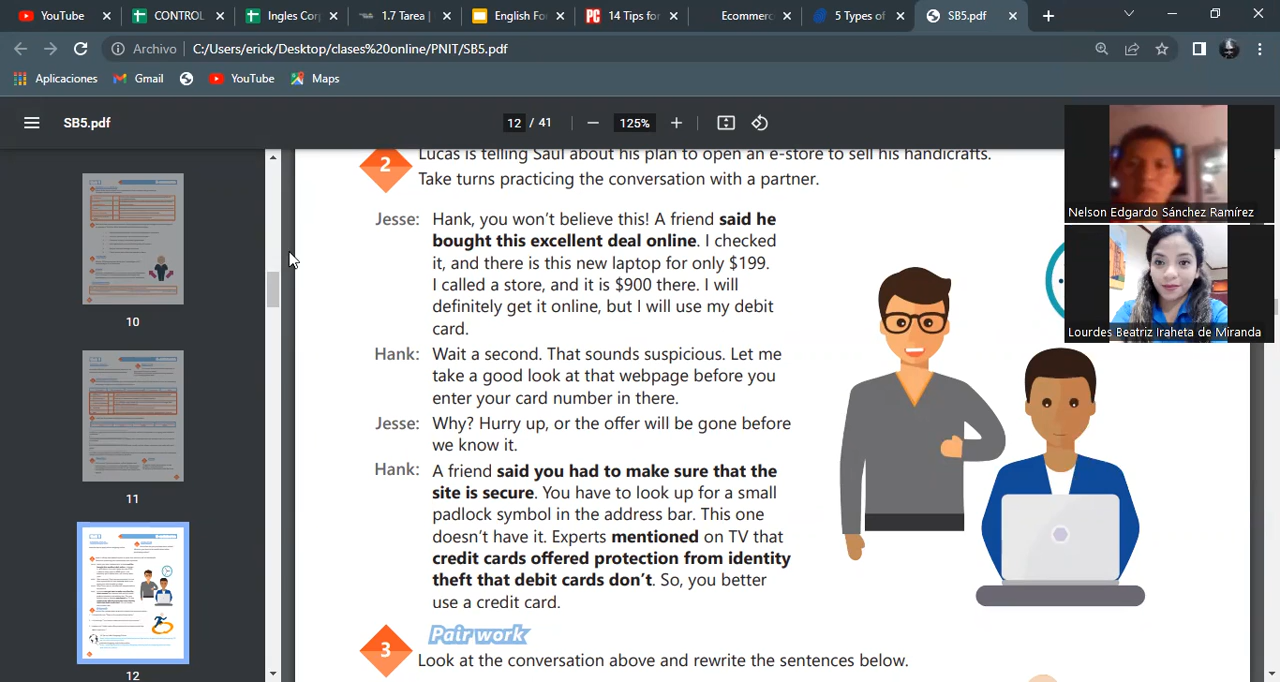 YouTube
CONTROL
Ingles Cor
1.7 Tarea |
English Fo
14 Tips for
Ecommerc
5 Types of
SB5.pdf
Archivo
C:/Users/erick/Desktop/clases%20online/PNIT/SB5.pdf
Aplicaciones
Gmail
YouTube
Maps
SB5.pdf
12 / 41
125%
10
11
12
2
Lucas is telling Saul about his plan to open an e-store to sell his handicrafts.
Take turns practicing the conversation with a partner.
Jesse: Hank, you won't believe this! A friend said he
bought this excellent deal online. I checked
it, and there is this new laptop for only $199.
I called a store, and it is $900 there. I will
definitely get it online, but I will use my debit
card.
Hank: Wait a second. That sounds suspicious. Let me
take a good look at that webpage before you
enter your card number in there.
Jesse: Why? Hurry up, or the offer will be gone before
we know it.
Hank: A friend said you had to make sure that the
site is secure. You have to look up for a small
padlock symbol in the address bar. This one
doesn't have it. Experts mentioned on TV that
credit cards offered protection from identity
theft that debit cards don't. So, you better
use a credit card.
Pair work
3
Look at the conversation above and rewrite the sentences below.
Nelson Edgardo Sánchez Ramírez
Lourdes Beatriz Iraheta de Miranda